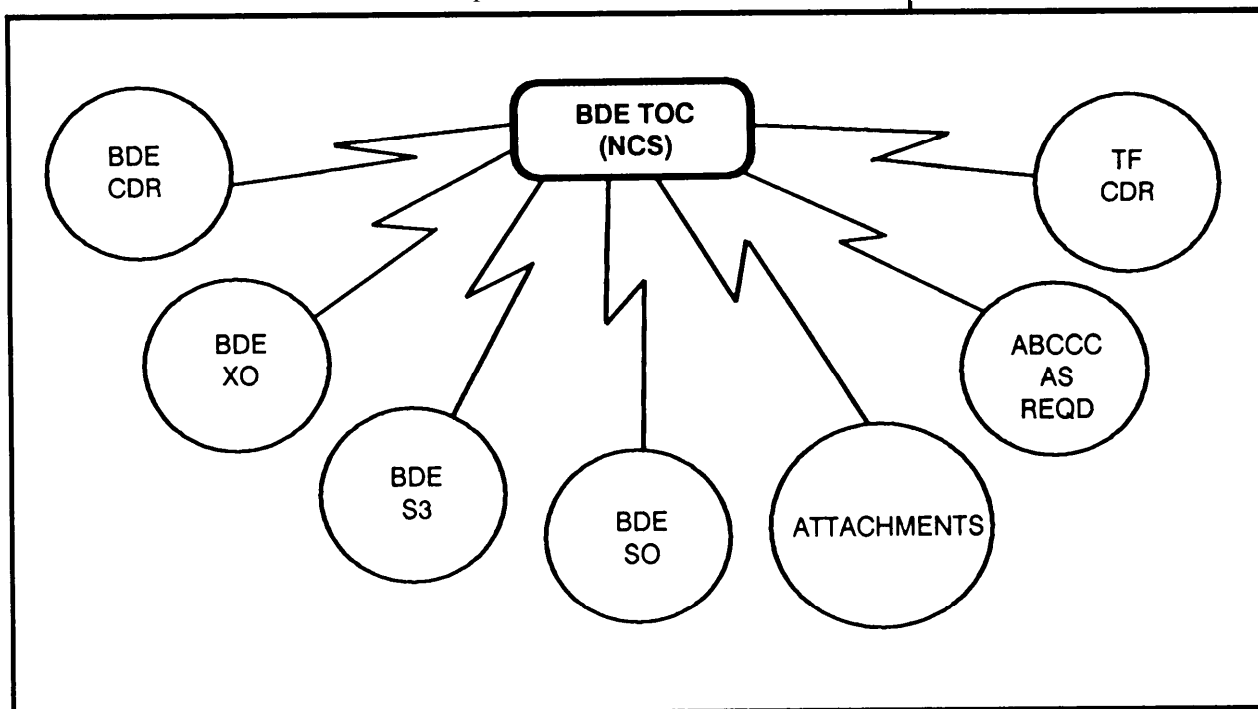 BDE TOC
(NCS)
BDE
CDR
TF
CDR
BDE
XO
ABCCC
AS
REQD
BDE
S3
BDE
SO
ATTACHMENTS